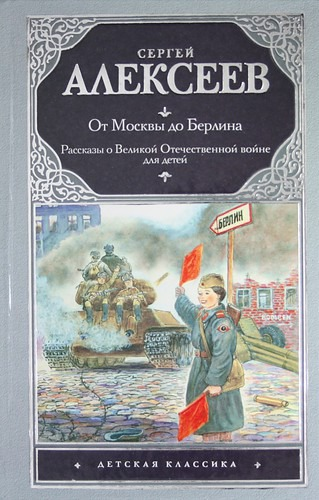 СЕРГЕЙ
АЛЕКСЕЕВ
От Москвы до Берлина
Рассказы о Великой Отечественной войне
для детей
БЕРЛИН
ДЕТСКАЯ КЛАССИКА